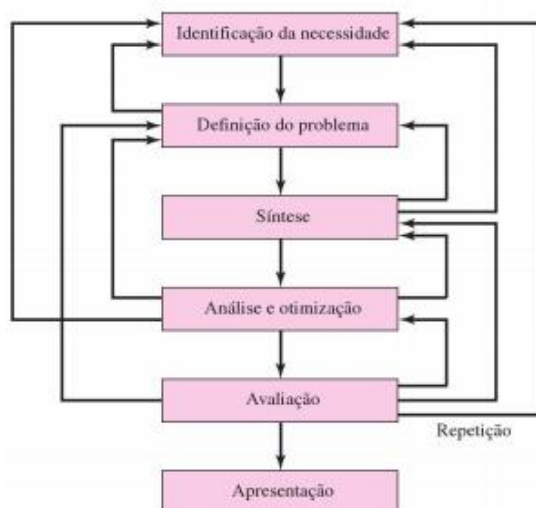 Identificação da necessidade
Definição do problema
Síntese
Análise e otimização
Avaliação
Repetição
Apresentação